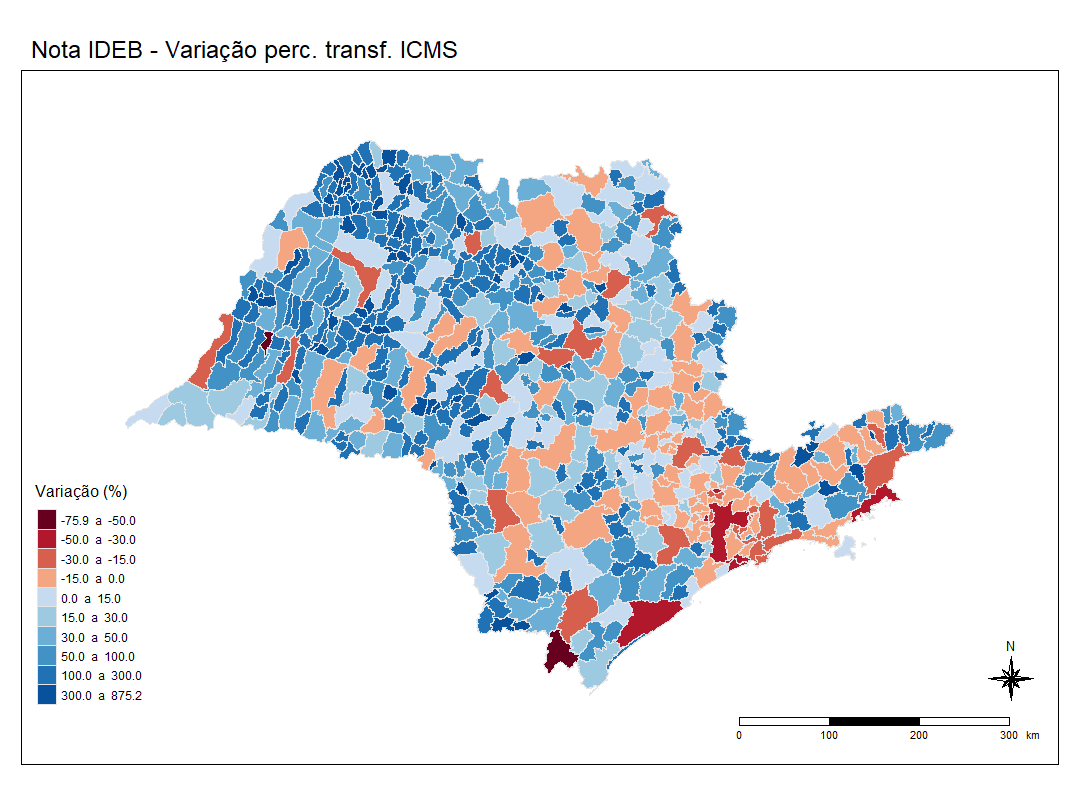 Nota IDEB - Variação perc. transf. ICMS
Variação (%)
-75.9 a -50.0
-50.0 a -30.0
-30.0 a -15.0
-15.0 a 0.0
0.0 a 15.0
15.0 a 30.0
30.0 a 50.0
50.0 a 100.0
100.0 a 300.0
300.0 a 875.2
N
0 100 200 300 km